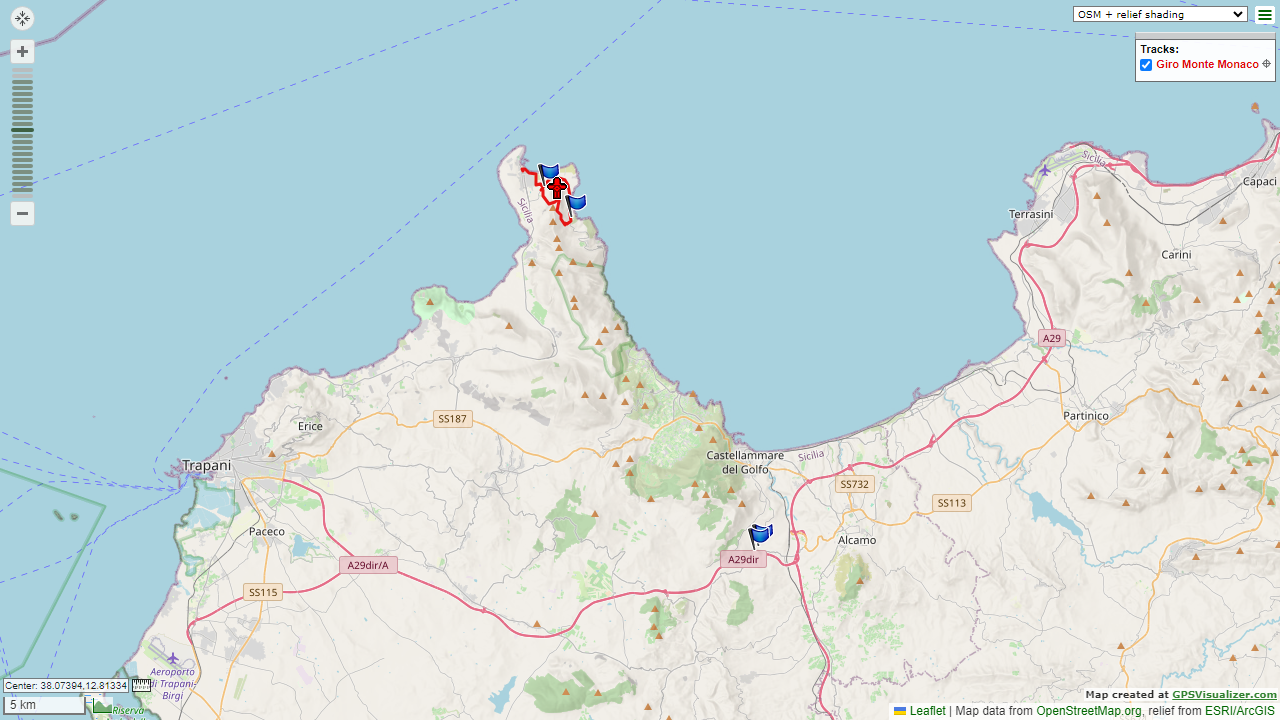 OSM + relief shading
Tracks:
Giro Monte Monaco
Sicilia
Capaci
Terrasini
Sicilia
Carini
A29
SS187
Partinico
Erice
Trapani
Castellammare
del Golfo
Sicilia
SS732
SS113
Paceco
Alcamo
A29dir
A29dir/A
SS115
Aeroporto
di Trapani-
Birgi
Center: 38.07394,12.81334
5 km
Riserva
Map created at GPSVisualizer.com
Leaflet | Map data from OpenStreetMap.org, relief from ESRI/ArcGIS